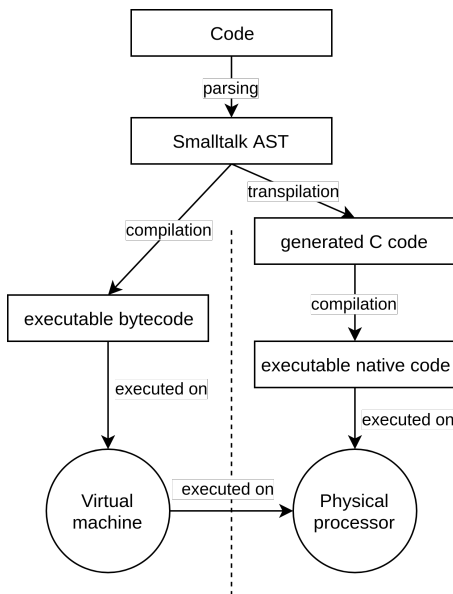 Code
parsing
Smalltalk AST
transpilation
compilation
generated C code
compilation
executable bytecode
executable native code
executed on
executed on
executed on
Virtual
machine
Physical
processor